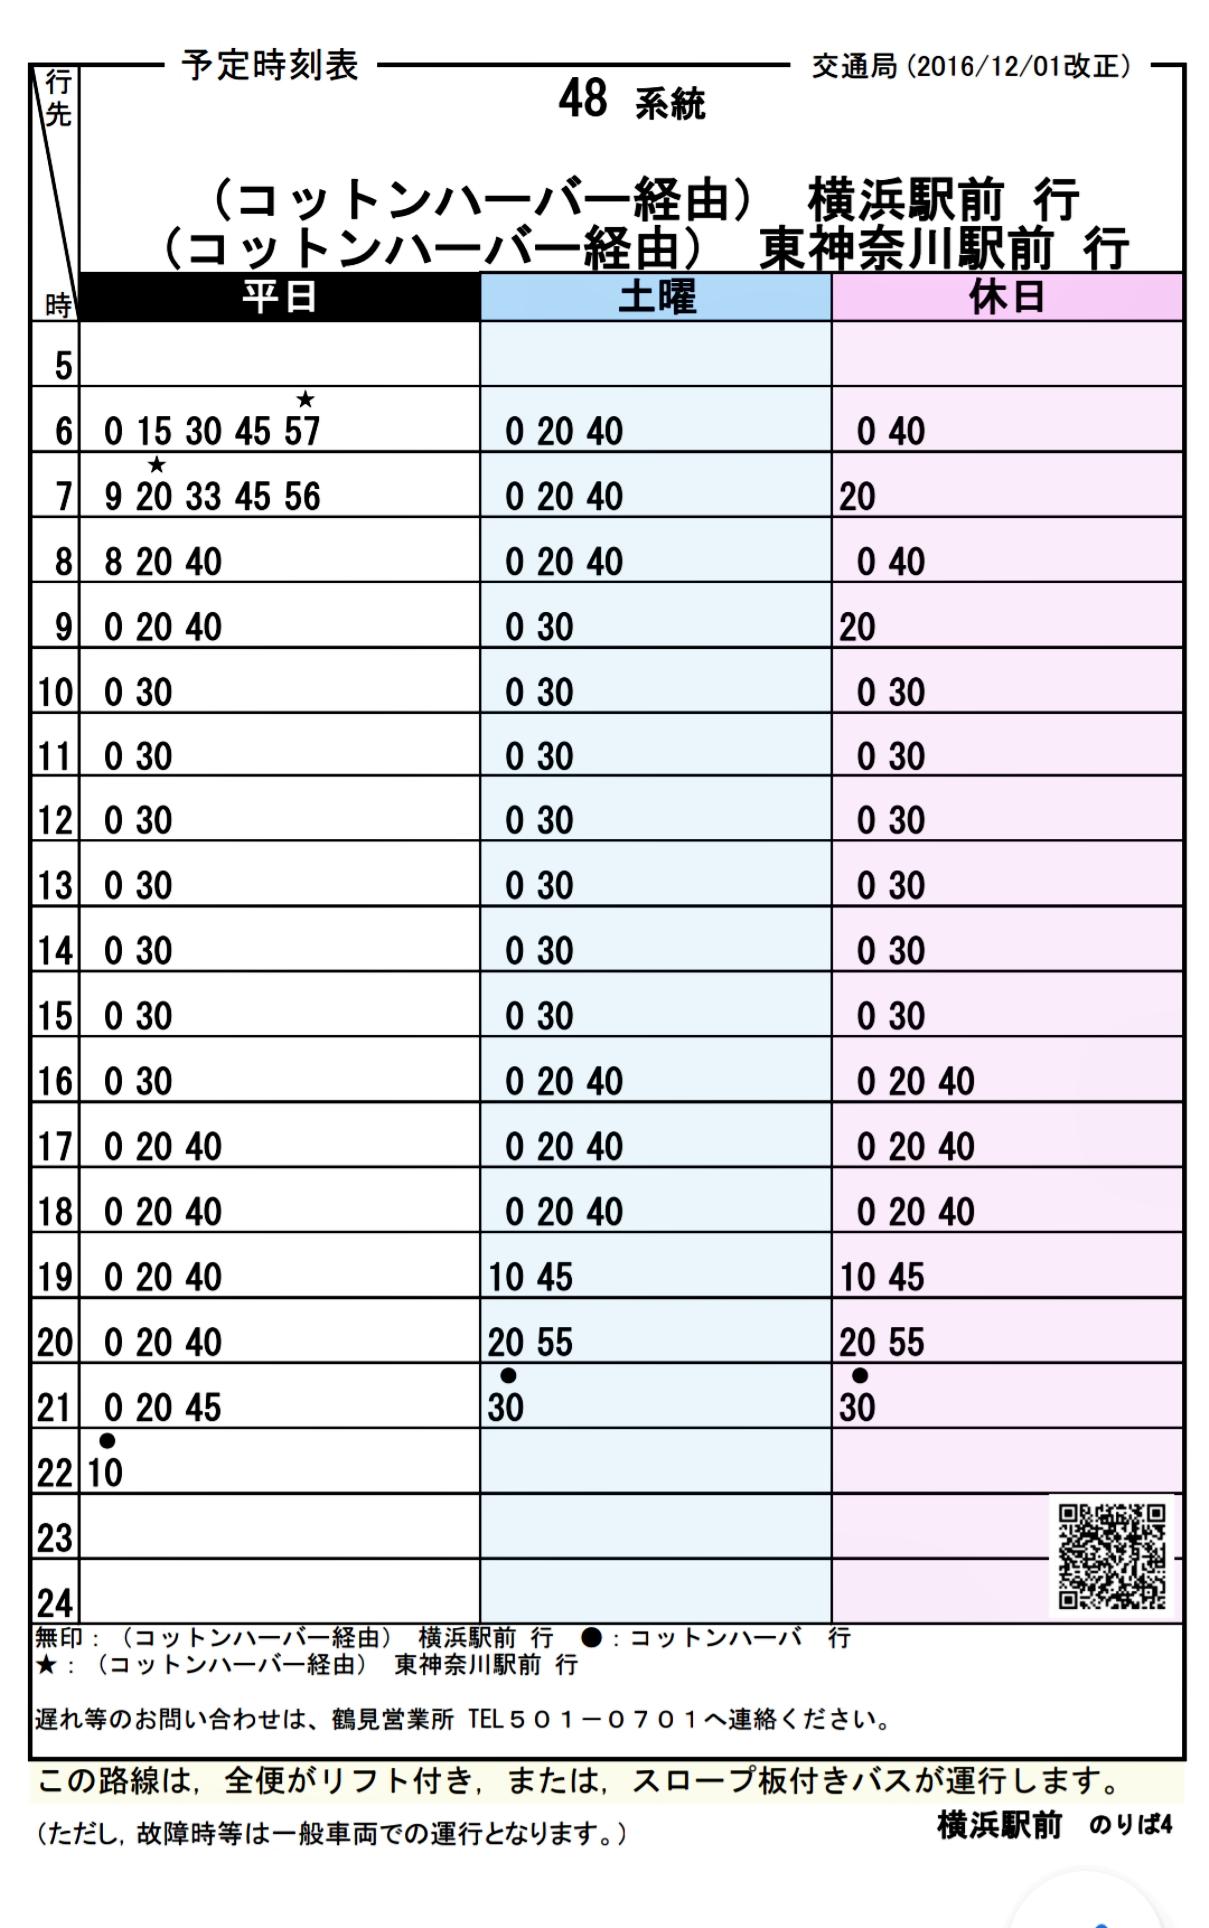 予定時刻表 交通局(2016/12/01改正)
行先
48 系統
(コットンハーバー経由) 横浜駅前 行
(コットンハーバー経由) 東神奈川駅前 行
時 平日 土曜 休日
5
★
6 0 15 30 45 57 0 20 40 0 40
★
7 9 20 33 45 56 0 20 40 20
8 8 20 40 0 20 40 0 40
9 0 20 40 0 30 20
10 0 30 0 30 0 30
11 0 30 0 30 0 30
12 0 30 0 30 0 30
13 0 30 0 30 0 30
14 0 30 0 30 0 30
15 0 30 0 30 0 30
16 0 30 0 20 40 0 20 40
17 0 20 40 0 20 40 0 20 40
18 0 20 40 0 20 40 0 20 40
19 0 20 40 10 45 10 45
20 0 20 40 20 55 20 55
● ●
21 0 20 45 30 30
●
22 10
23
24
無印:(コットンハーバー経由) 横浜駅前 行 ●:コットンハーバ 行
★:(コットンハーバー経由) 東神奈川駅前 行
遅れ等のお問い合わせは、鶴見営業所 TEL501-0701へ連絡ください。
この路線は,全便がリフト付き,または,スロープ板付きバスが運行します。
(ただし,故障時等は一般車両での運行となります。)
横浜駅前 のりば4